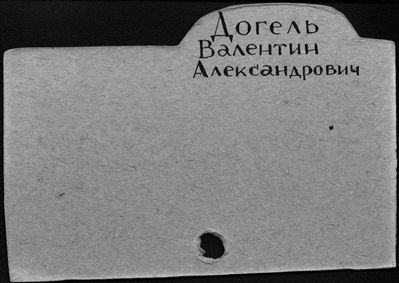 Догель
Валентин
Александрович